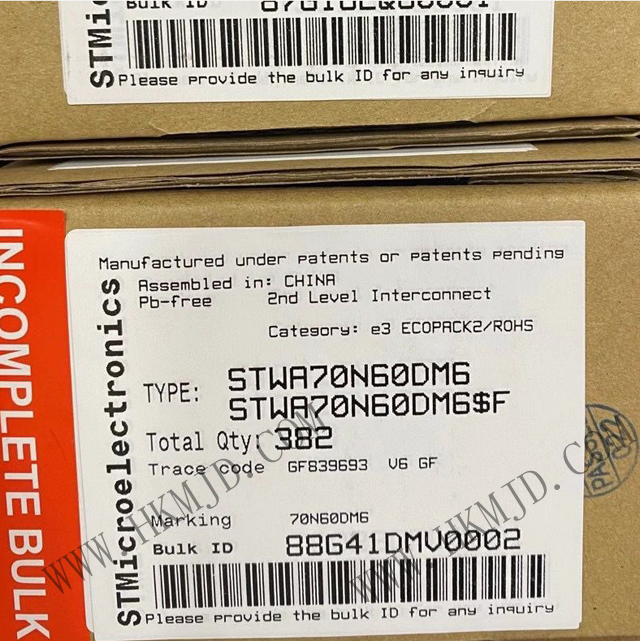 Bulk ID
STMicroelectronics
Please provide the bulk ID for any inquiry
INCOMPLETE BULK
Manufactured under patents or patents pending
Assembled in: CHINA
Pb-free 2nd Level Interconnect
Category: e3 ECOPACK2/ROHS
STMicroelectronics
TYPE: STWA70N60DM6
STWA70N60DM6$F
Total Qty: 382
Trace code GF839693 V6 GF
Marking 70N60DM6
Bulk ID 88G41DMV0002
Please provide the bulk ID for any inquiry
WWW.HKMJD.COM
WWW.HKMJD.COM